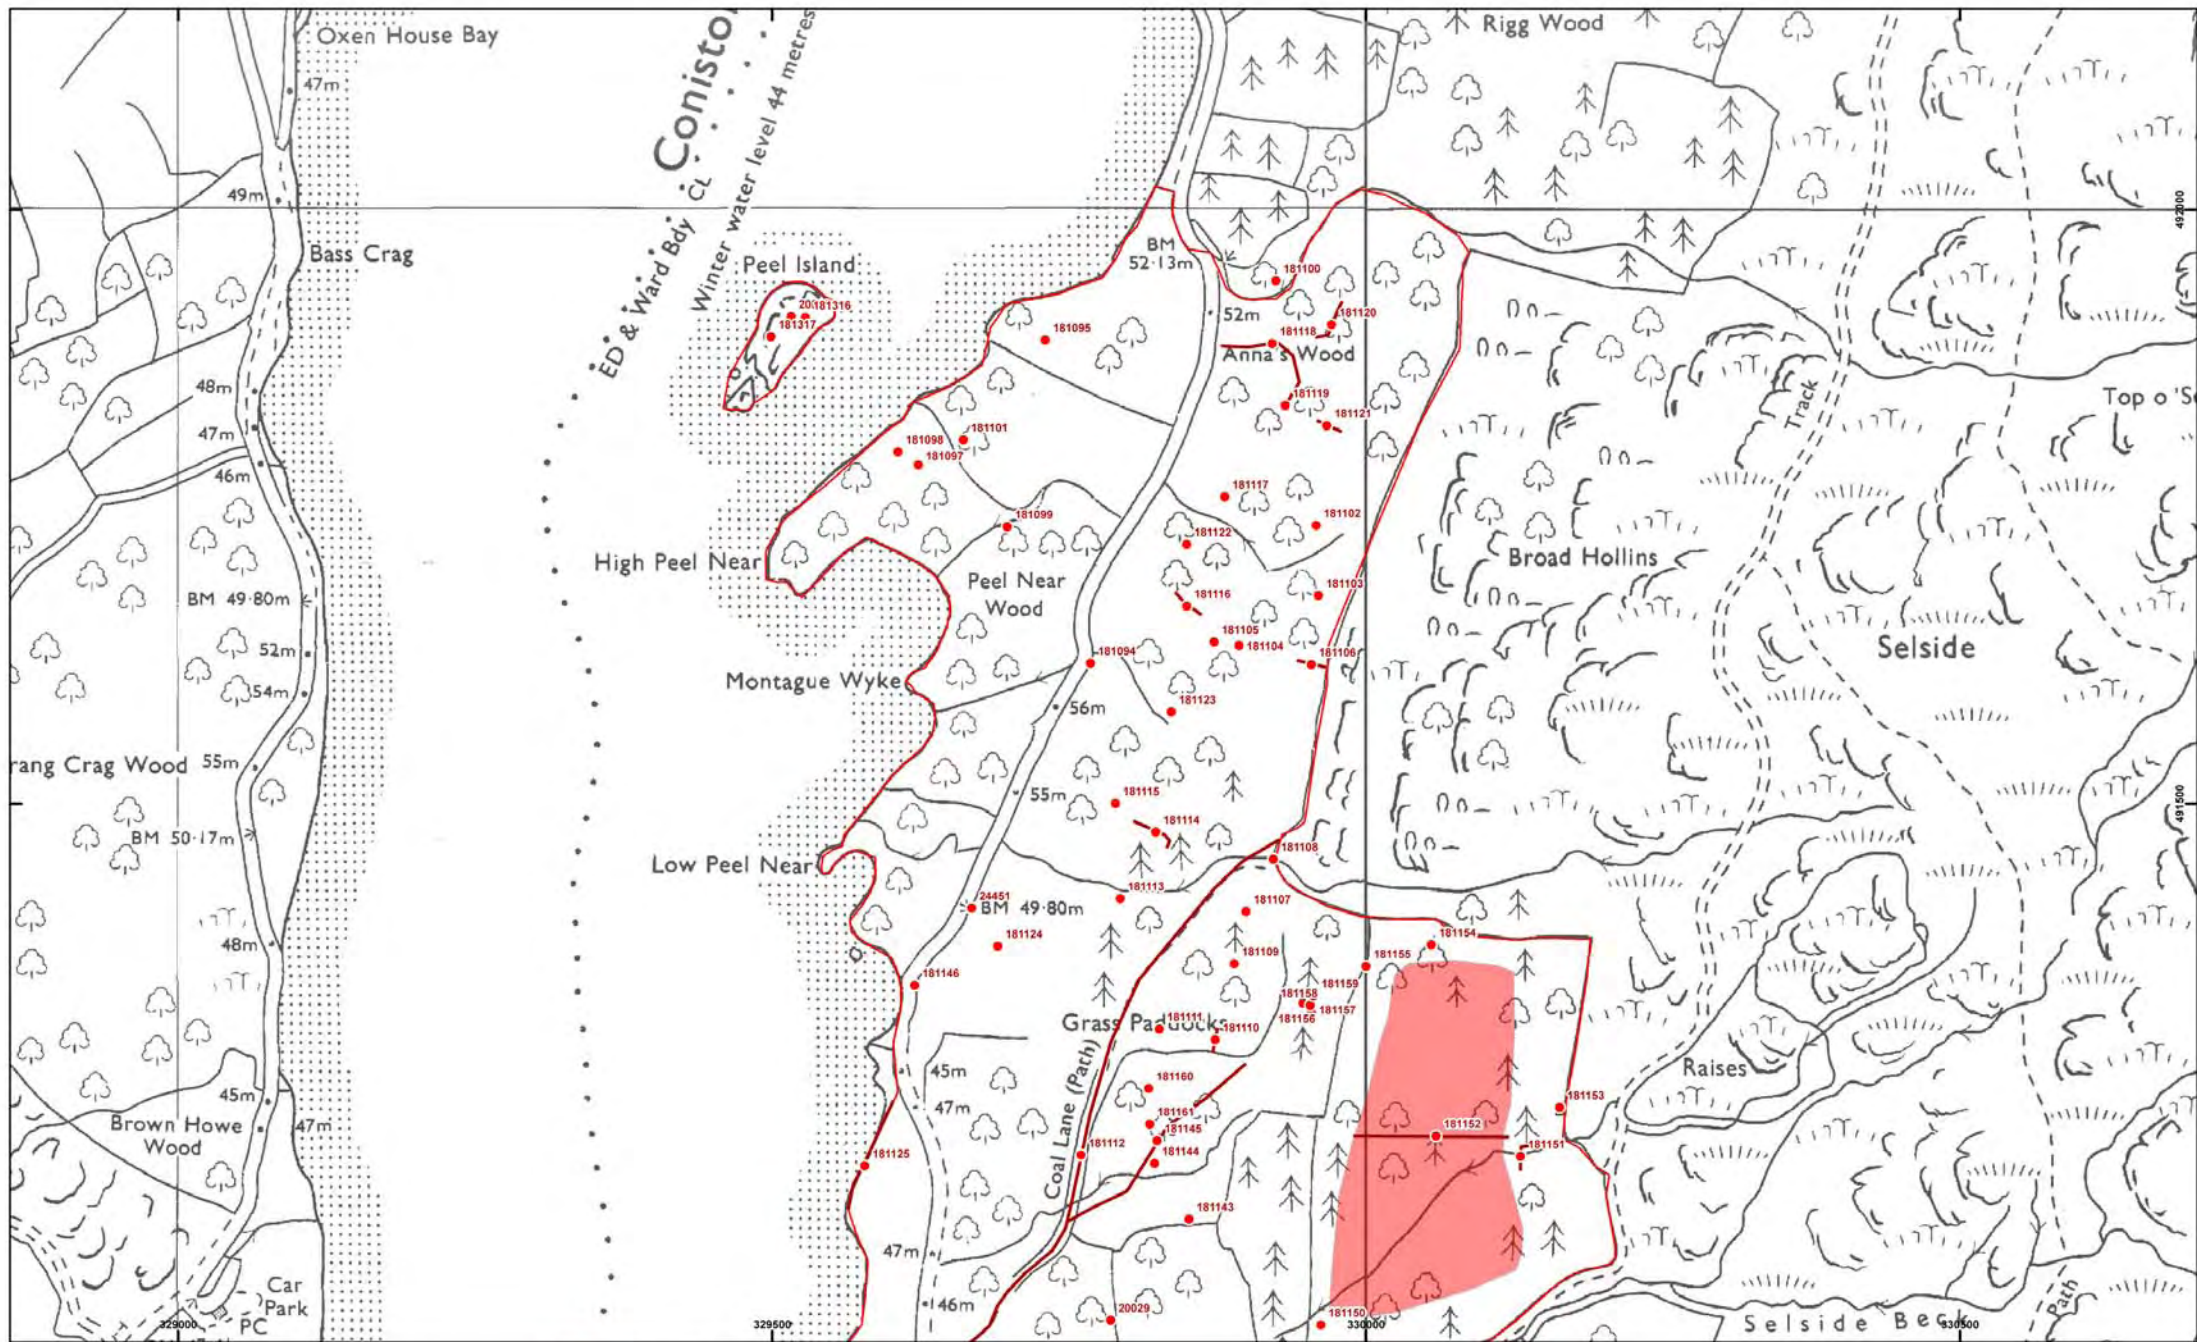 Oxen House Bay
Rigg Wood
47m
Coniston
Winter water level 44 metres
ED & Ward Bdy CL
49m
492000
BM
52·13m
Bass Crag
Peel Island
181100
181316
181317
52m
181120
181118
Anna's Wood
181095
48m
Track
Top o'
181119
181121
47m
181101
181098
181097
46m
181117
181102
181099
181122
High Peel Near
Broad Hollins
Peel Near
Wood
181103
BM 49·80m
181116
181105
181104
181106
181094
Selside
52m
Montague Wyke
54m
181123
56m
rang Crag Wood
55m
55m
181115
491500
BM 50·17m
181114
Low Peel Near
181108
181113
24451
BM 49·80m
181107
48m
181124
181154
181109
181155
181146
181159
181158
181157
181156
Grass Paddocks
181111
181110
Coal Lane (Path)
45m
Raises
181160
45m
47m
181153
Brown Howe
Wood
47m
181161
181145
181152
181112
181144
181151
181125
181143
47m
Car
Park
PC
46m
20029
181150
Path
Selside Beck
329000
329500
330000
330500